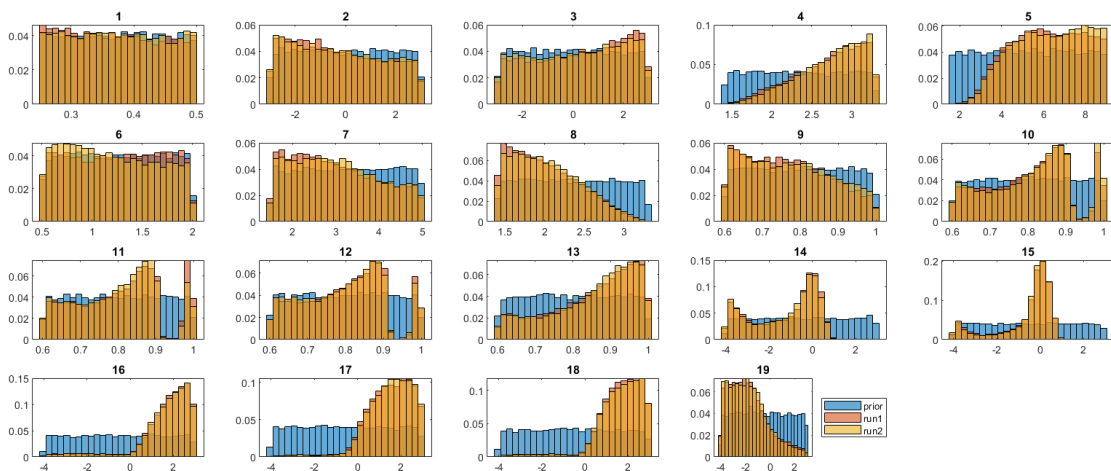 1 2 3 4 5
0.04 0.02 0 0.3 0.4 0.5
0.06 0.04 0.02 0 -2 0 2
0.06 0.04 0.02 0 -2 0 2
0.1 0.05 0 1.5 2 2.5 3
0.06 0.04 0.02 0 2 4 6 8
6 7 8 9 10
0.04 0.02 0 0.5 1 1.5 2
0.06 0.04 0.02 0 2 3 4 5
0.06 0.04 0.02 0 1.5 2 2.5 3
0.06 0.04 0.02 0 0.6 0.7 0.8 0.9 1
0.06 0.04 0.02 0 0.6 0.7 0.8 0.9 1
11 12 13 14 15
0.06 0.04 0.02 0 0.6 0.7 0.8 0.9 1
0.06 0.04 0.02 0 0.6 0.7 0.8 0.9 1
0.06 0.04 0.02 0 0.6 0.7 0.8 0.9 1
0.15 0.1 0.05 0 -4 -2 0 2
0.2 0.1 0 -4 -2 0 2
16 17 18 19
0.15 0.1 0.05 0 -4 -2 0 2
0.1 0.05 0 -4 -2 0 2
0.1 0.05 0 -4 -2 0 2
0.06 0.04 0.02 0 -4 -2 0 2
prior
run1
run2